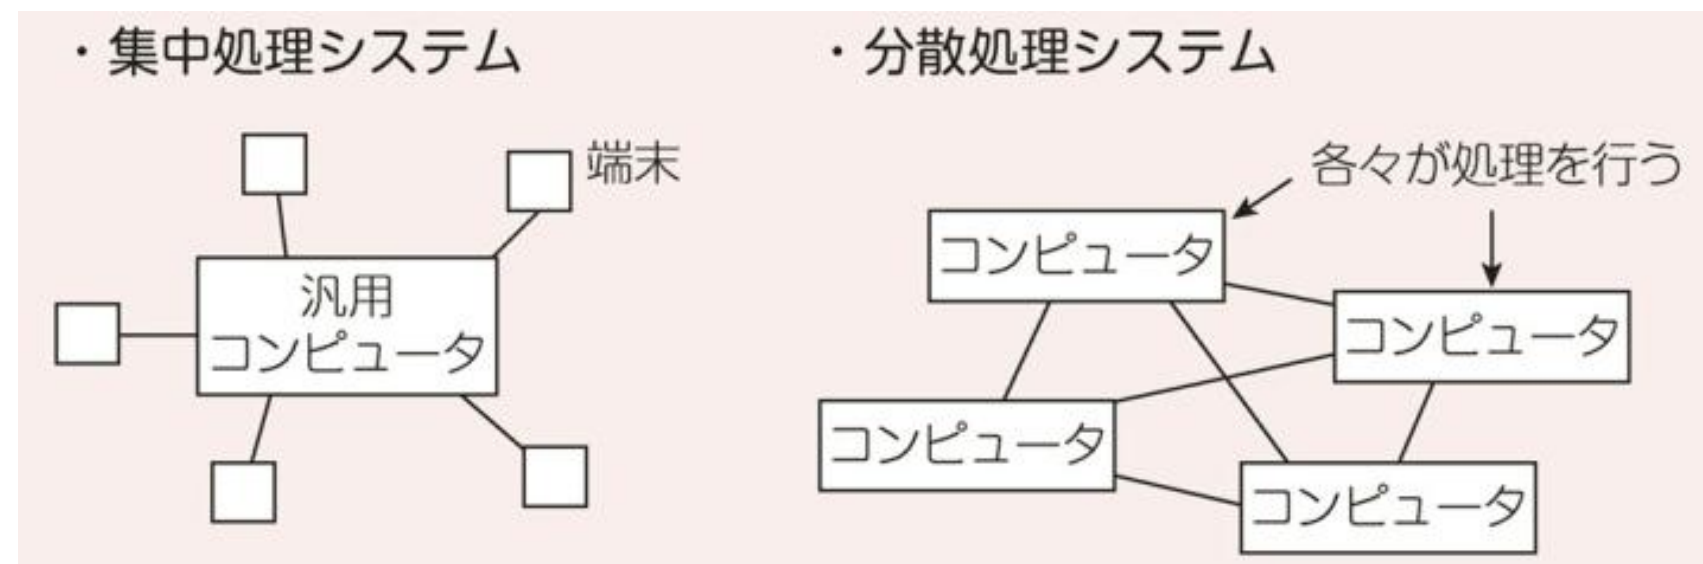 ・集中処理システム
端末
汎用
コンピュータ
・分散処理システム
各々が処理を行う
コンピュータ
コンピュータ
コンピュータ
コンピュータ